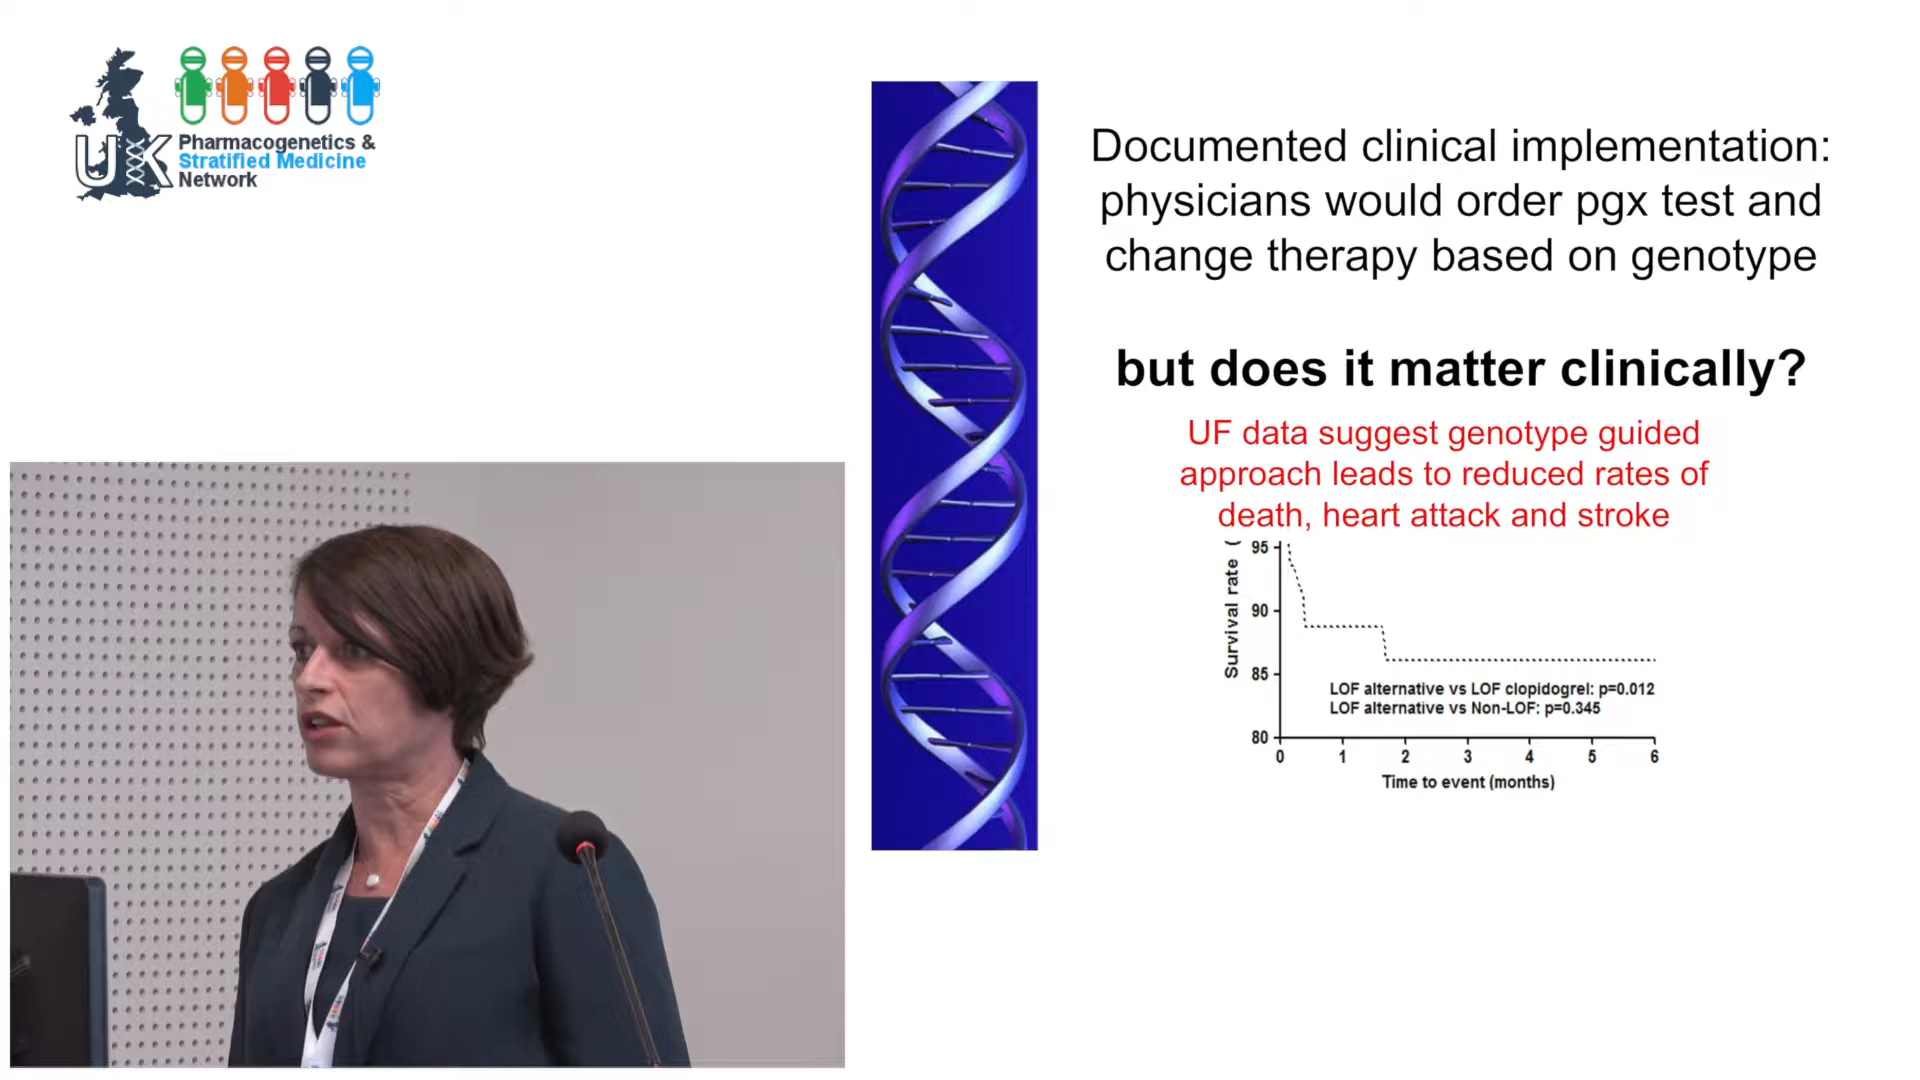 UK
Pharmacogenetics &
Stratified Medicine
Network
Documented clinical implementation:
physicians would order pgx test and
change therapy based on genotype
but does it matter clinically?
UF data suggest genotype guided
approach leads to reduced rates of
death, heart attack and stroke
Survival rate (
95
90
85
80
LOF alternative vs LOF clopidogrel: p=0.012
LOF alternative vs Non-LOF: p=0.345
0 1 2 3 4 5 6
Time to event (months)